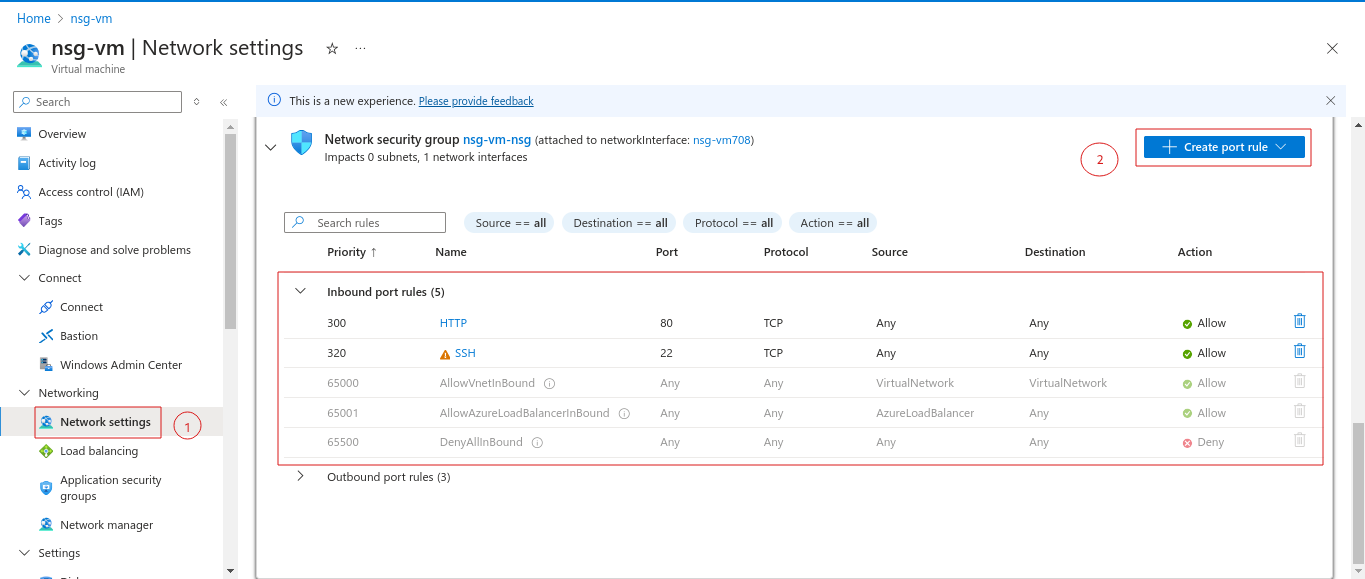 Home > nsg-vm
nsg-vm | Network settings ☆ ...
Virtual machine
Search
This is a new experience. Please provide feedback
Overview
Activity log
Access control (IAM)
Tags
Diagnose and solve problems
Connect
Connect
Bastion
Windows Admin Center
Networking
Network settings
1
Load balancing
Application security
groups
Network manager
Settings
Network security group nsg-vm-nsg (attached to networkInterface: nsg-vm708)
Impacts 0 subnets, 1 network interfaces
2
Create port rule
Search rules
Source == all
Destination == all
Protocol == all
Action == all
Priority ↑ Name Port Protocol Source Destination Action
Inbound port rules (5)
300 HTTP 80 TCP Any Any Allow
320 SSH 22 TCP Any Any Allow
65000 AllowVnetInBound Any Any VirtualNetwork VirtualNetwork Allow
65001 AllowAzureLoadBalancerInBound Any Any AzureLoadBalancer Any Allow
65500 DenyAllInBound Any Any Any Any Deny
Outbound port rules (3)